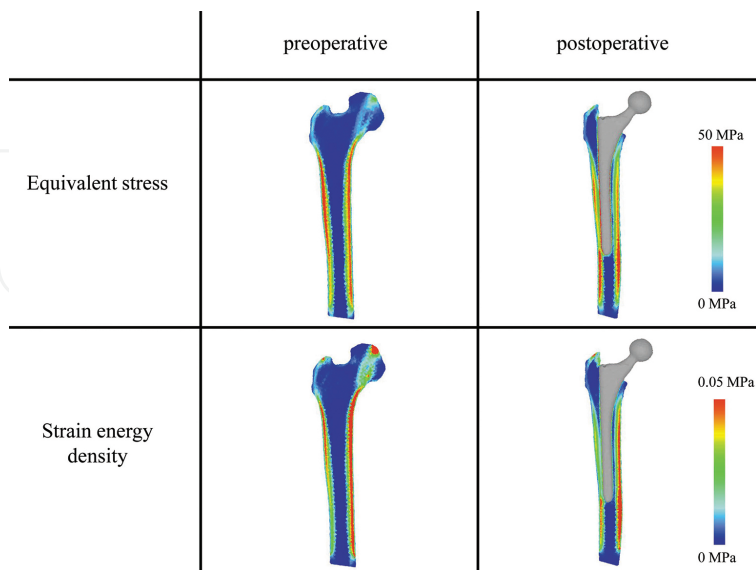 preoperative
postoperative
Equivalent stress
50 MPa
0 MPa
Strain energy
density
0.05 MPa
0 MPa